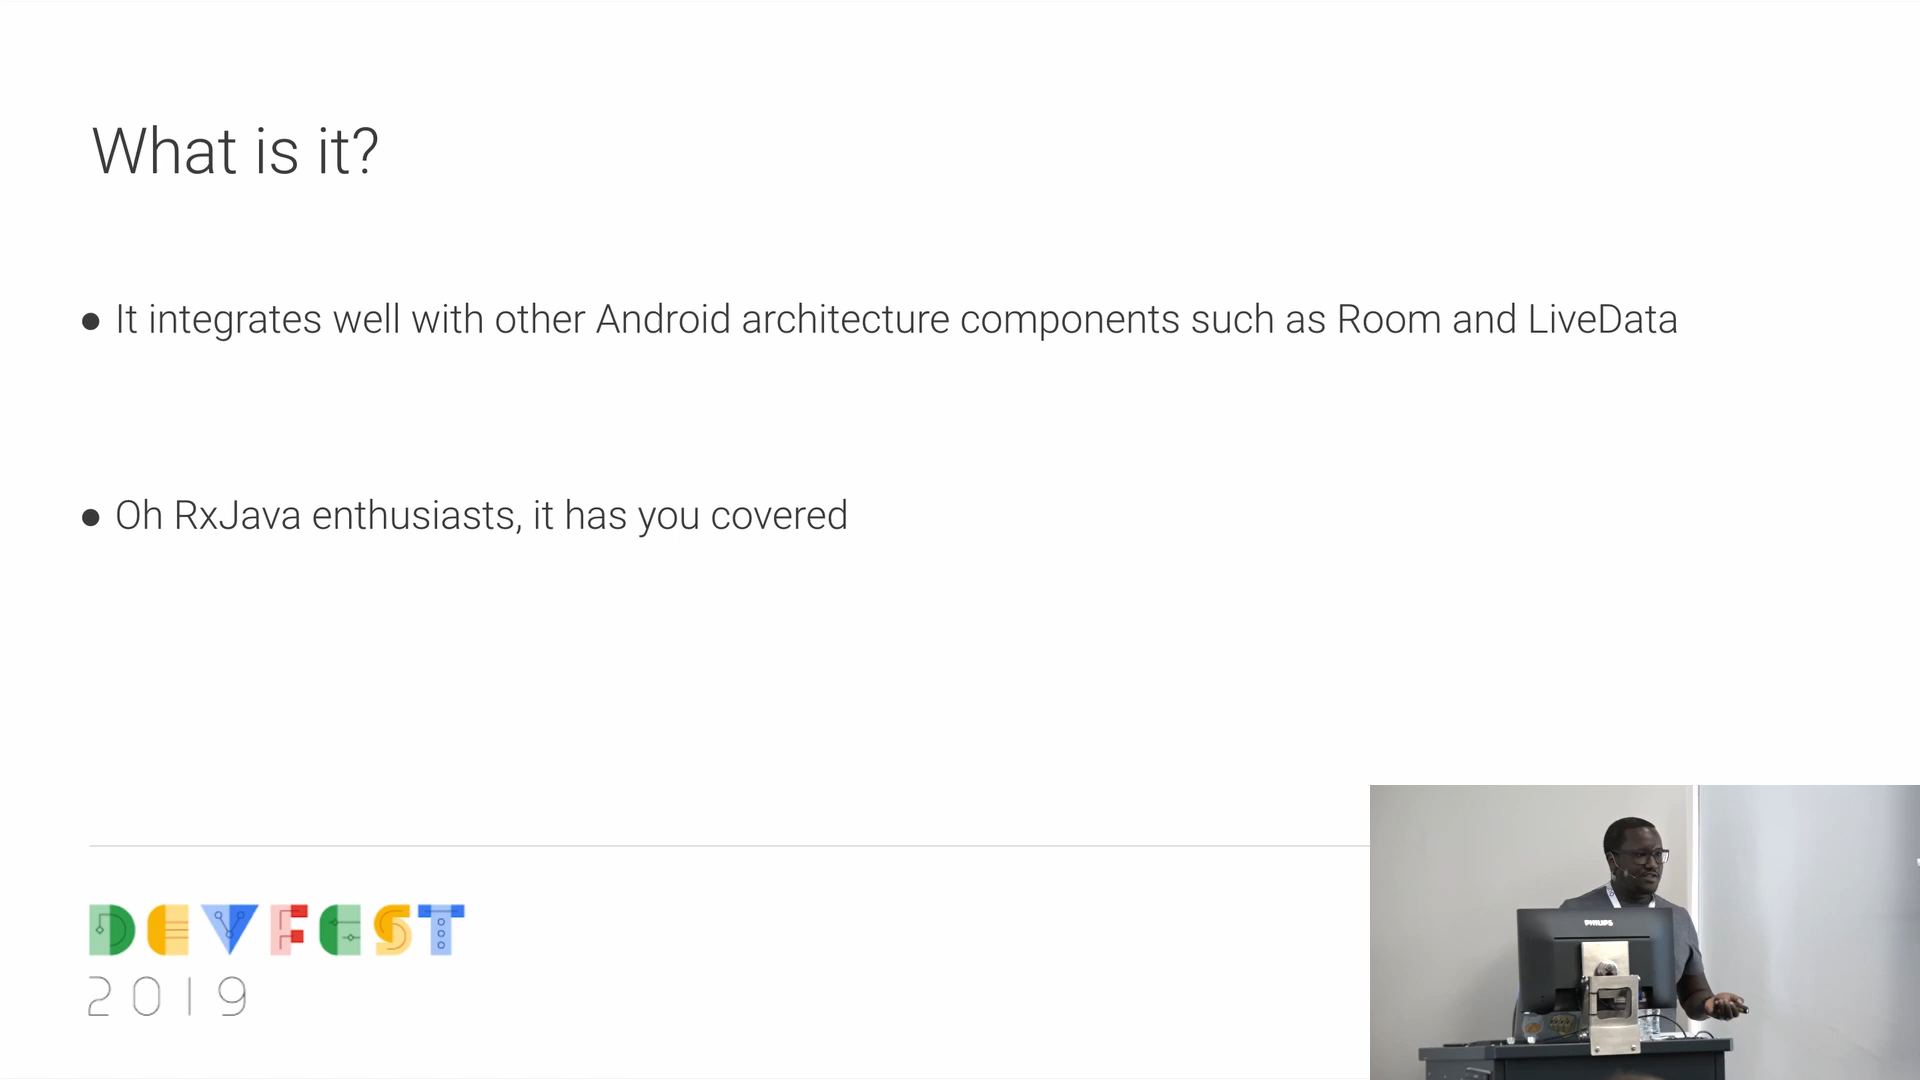 What is it?
● It integrates well with other Android architecture components such as Room and LiveData
● Oh RxJava enthusiasts, it has you covered
DEVFEST
2019
PHILIPS